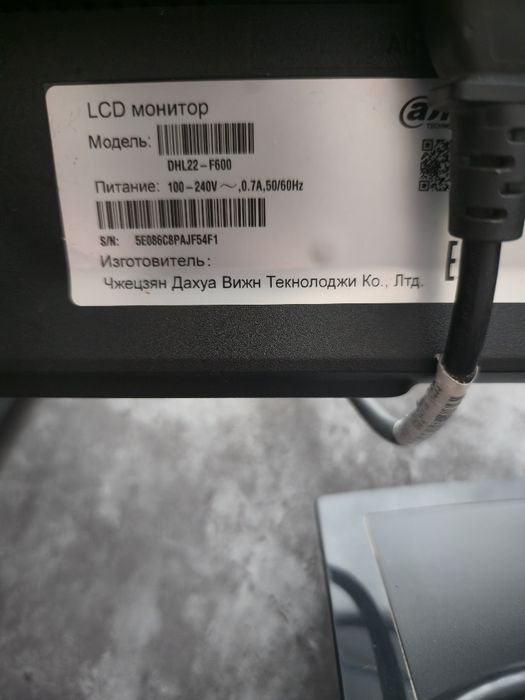 LCD монитор
Модель:
DHL22-F600
Питание: 100-240V ~,0.7A,50/60Hz
S/N: 5E086C8PAJF54F1
Изготовитель:
Чжецзян Дахуа Вижн Текнолоджи Ко., Лтд.